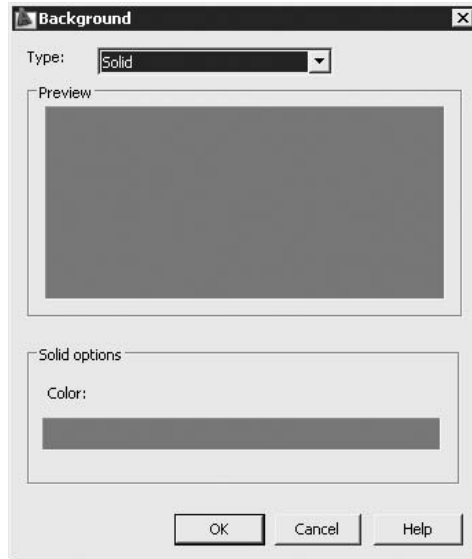 Background
Type: Solid
Preview
Solid options
Color:
OK Cancel Help